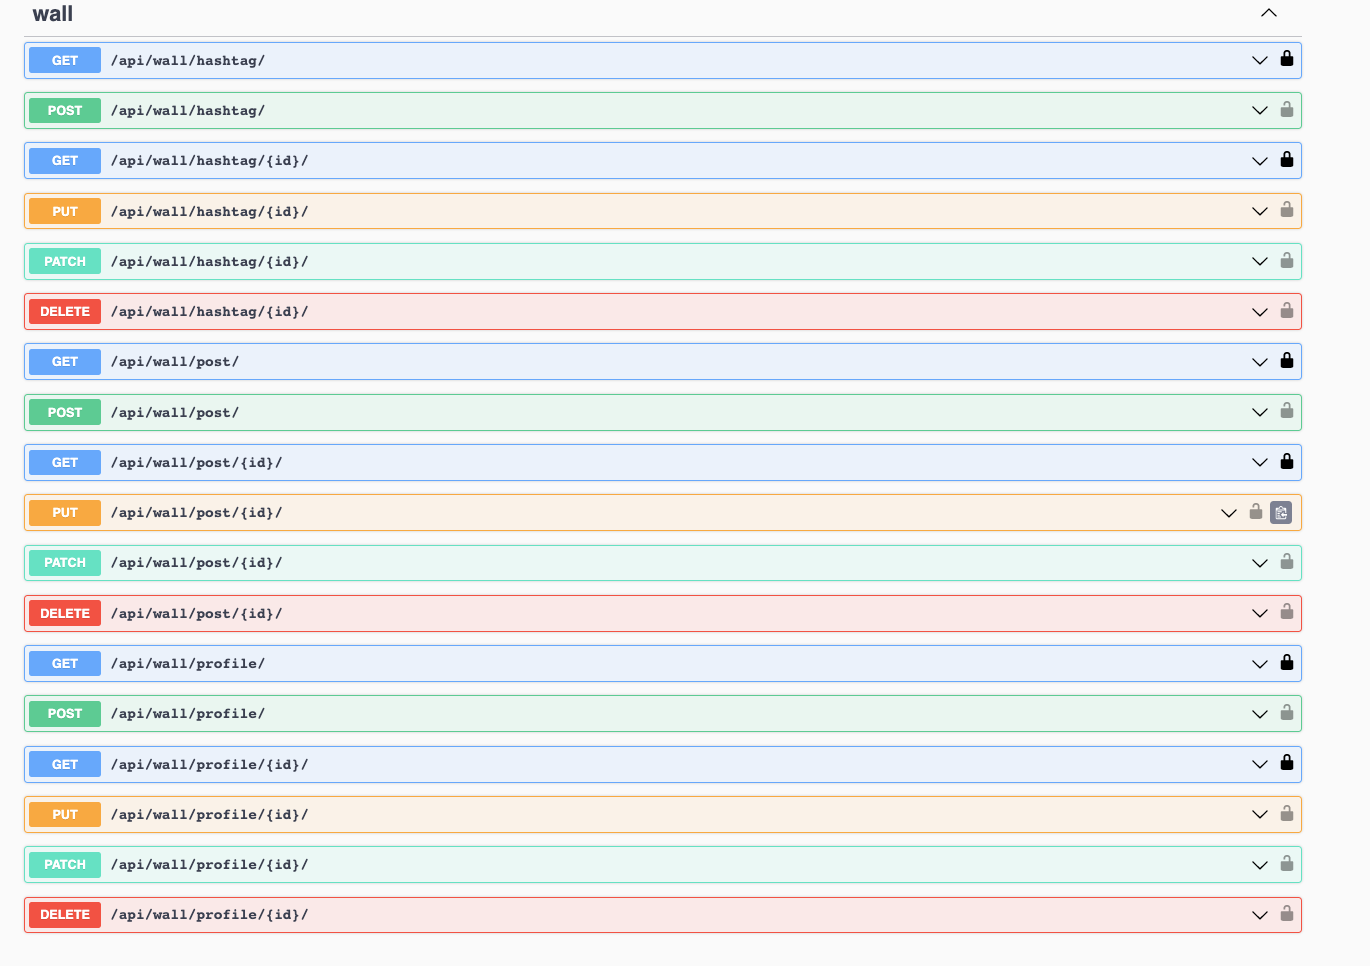 wall
GET /api/wall/hashtag/
POST /api/wall/hashtag/
GET /api/wall/hashtag/{id}/
PUT /api/wall/hashtag/{id}/
PATCH /api/wall/hashtag/{id}/
DELETE /api/wall/hashtag/{id}/
GET /api/wall/post/
POST /api/wall/post/
GET /api/wall/post/{id}/
PUT /api/wall/post/{id}/
PATCH /api/wall/post/{id}/
DELETE /api/wall/post/{id}/
GET /api/wall/profile/
POST /api/wall/profile/
GET /api/wall/profile/{id}/
PUT /api/wall/profile/{id}/
PATCH /api/wall/profile/{id}/
DELETE /api/wall/profile/{id}/